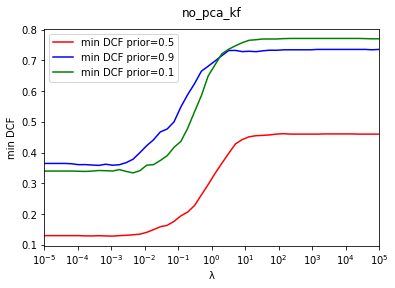 no_pca_kf
min DCF prior=0.5
min DCF prior=0.9
min DCF prior=0.1
min DCF
0.8
0.7
0.6
0.5
0.4
0.3
0.2
0.1
10⁻⁵ 10⁻⁴ 10⁻³ 10⁻² 10⁻¹ 10⁰ 10¹ 10² 10³ 10⁴ 10⁵
λ